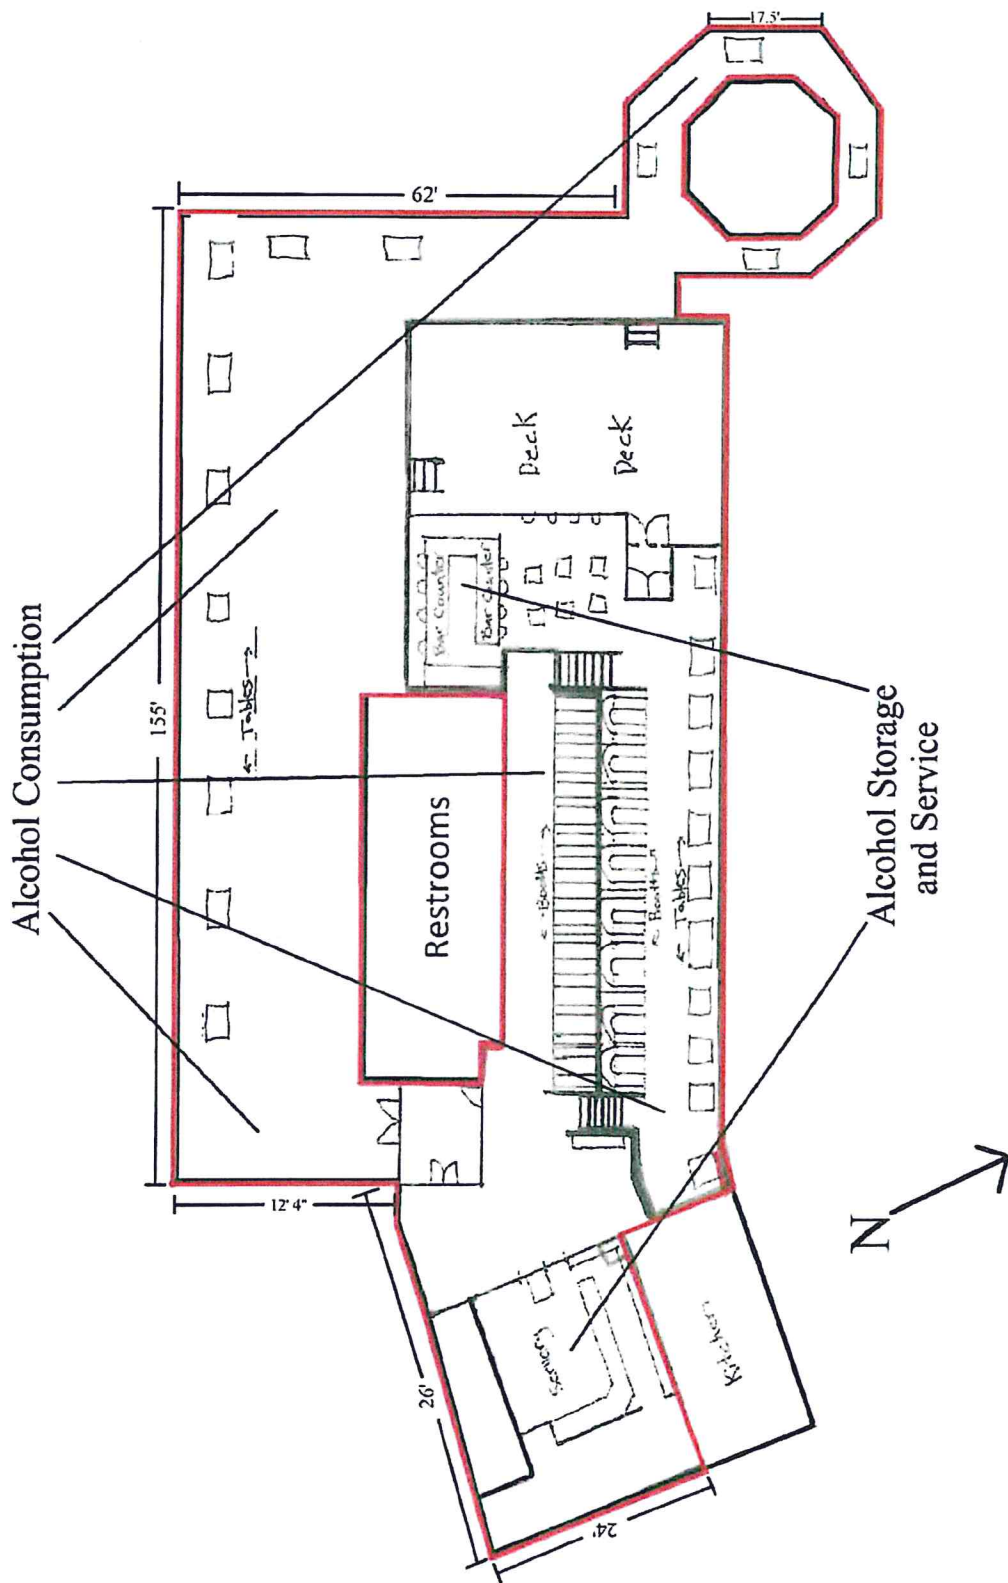 Alcohol Consumption
155'
62'
17.5'
12' 4"
26'
24'
← Tables →
Restrooms
Bar Counter
Bar Counter
Deck
Deck
← Booths →
← Booths →
← Tables →
Kitchen
Alcohol Storage
and Service
N